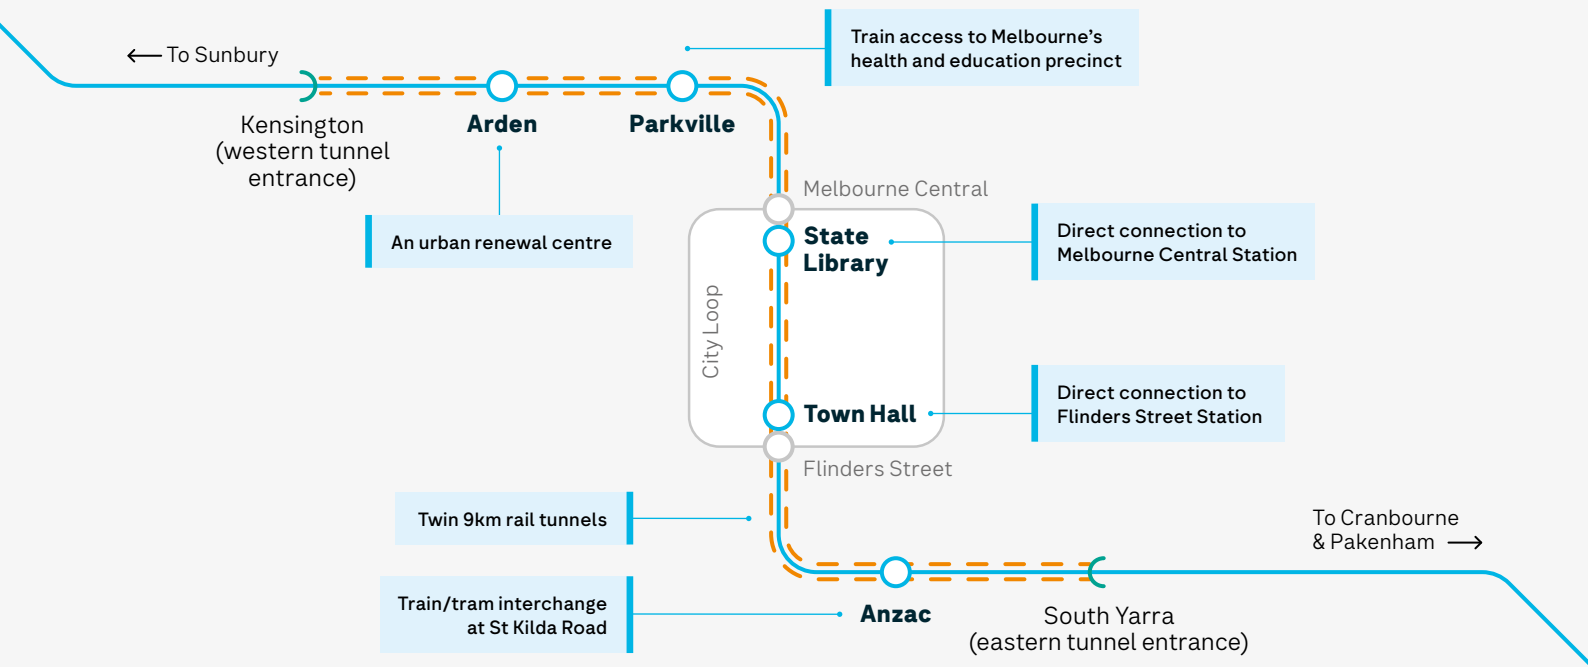 Train access to Melbourne’s
health and education precinct
← To Sunbury
Kensington
(western tunnel
entrance)
Arden
Parkville
An urban renewal centre
Melbourne Central
State
Library
Direct connection to
Melbourne Central Station
City Loop
Town Hall
Direct connection to
Flinders Street Station
Flinders Street
Twin 9km rail tunnels
To Cranbourne
& Pakenham →
Train/tram interchange
at St Kilda Road
Anzac
South Yarra
(eastern tunnel entrance)